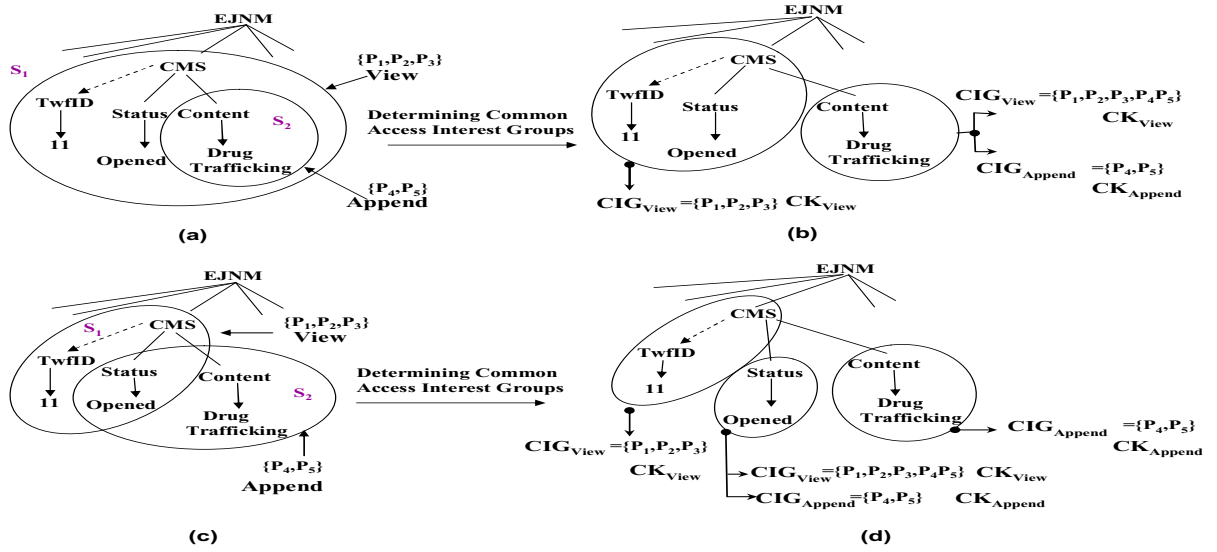 EJNM
S1
{P1,P2,P3}
View
CMS
TwfID
Status
Content
S2
11
Opened
Drug
Trafficking
{P4,P5}
Append
(a)
Determining Common
Access Interest Groups
EJNM
CMS
TwfID
Status
Content
11
Opened
Drug
Trafficking
CIGView ={P1,P2,P3,P4P5}
CKView
CIGAppend ={P4,P5}
CKAppend
CIGView={P1,P2,P3} CKView
(b)
EJNM
S1
CMS
{P1,P2,P3}
View
TwfID
Status
Content
S2
11
Opened
Drug
Trafficking
{P4,P5}
Append
(c)
Determining Common
Access Interest Groups
EJNM
CMS
TwfID
Status
Content
11
Opened
Drug
Trafficking
CIGAppend ={P4,P5}
CKAppend
CIGView={P1,P2,P3}
CKView
CIGView={P1,P2,P3,P4P5} CKView
CIGAppend={P4,P5} CKAppend
(d)